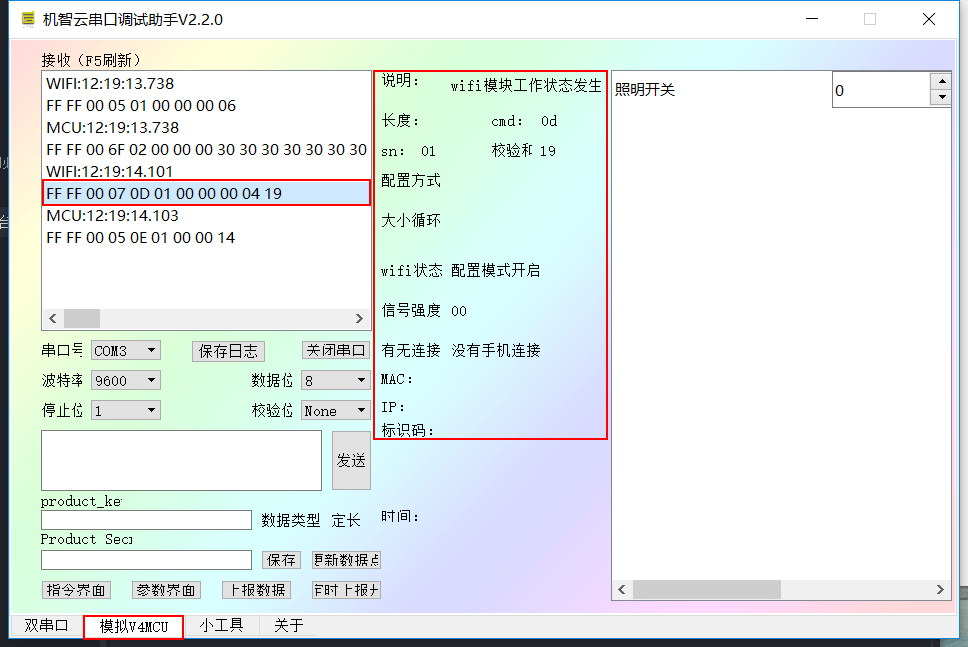 机智云串口调试助手V2.2.0
接收（F5刷新）
WIFI:12:19:13.738
FF FF 00 05 01 00 00 00 06
MCU:12:19:13.738
FF FF 00 6F 02 00 00 00 30 30 30 30 30 30 30
WIFI:12:19:14.101
FF FF 00 07 0D 01 00 00 00 04 19
MCU:12:19:14.103
FF FF 00 05 0E 01 00 00 14
说明： wifi模块工作状态发生
长度： cmd： 0d
sn： 01 校验和 19
配置方式
大小循环
wifi状态 配置模式开启
信号强度 00
有无连接 没有手机连接
MAC：
IP：
标识码：
时间：
照明开关 0
串口号 COM3 保存日志 关闭串口
波特率 9600 数据位 8
停止位 1 校验位 None
发送
product_ke
数据类型 定长
Product Sec
保存 更新数据点
指令界面 参数界面 上报数据
双串口 模拟V4MCU 小工具 关于